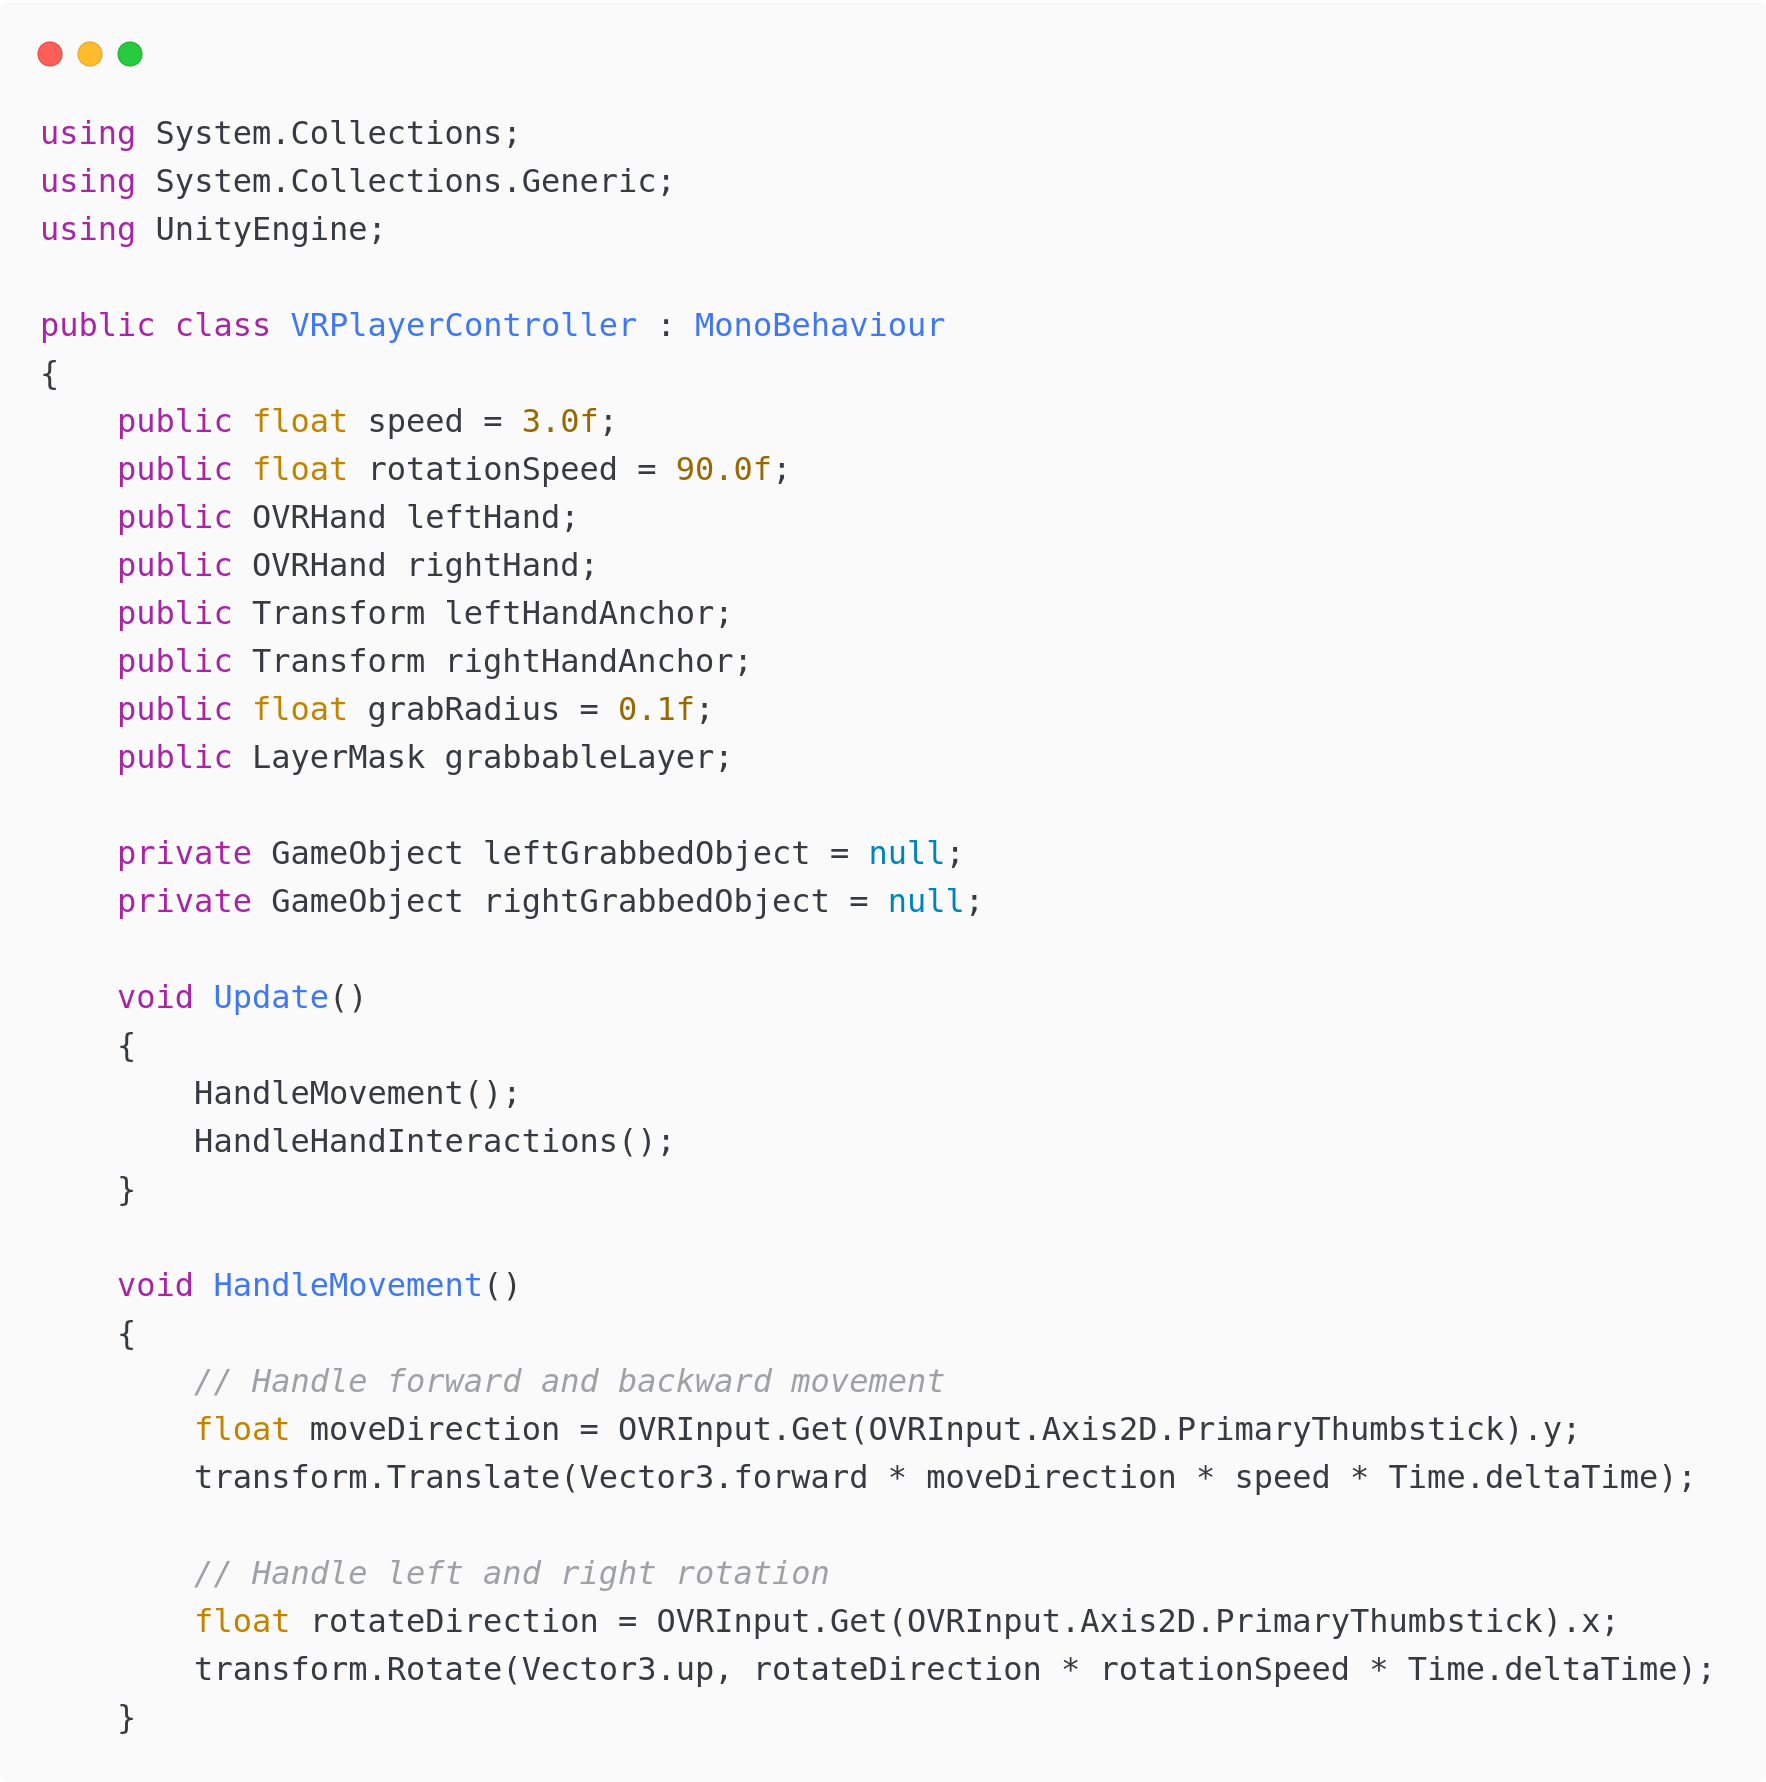 using System.Collections;
using System.Collections.Generic;
using UnityEngine;

public class VRPlayerController : MonoBehaviour
{
    public float speed = 3.0f;
    public float rotationSpeed = 90.0f;
    public OVRHand leftHand;
    public OVRHand rightHand;
    public Transform leftHandAnchor;
    public Transform rightHandAnchor;
    public float grabRadius = 0.1f;
    public LayerMask grabbableLayer;

    private GameObject leftGrabbedObject = null;
    private GameObject rightGrabbedObject = null;

    void Update()
    {
        HandleMovement();
        HandleHandInteractions();
    }

    void HandleMovement()
    {
        // Handle forward and backward movement
        float moveDirection = OVRInput.Get(OVRInput.Axis2D.PrimaryThumbstick).y;
        transform.Translate(Vector3.forward * moveDirection * speed * Time.deltaTime);

        // Handle left and right rotation
        float rotateDirection = OVRInput.Get(OVRInput.Axis2D.PrimaryThumbstick).x;
        transform.Rotate(Vector3.up, rotateDirection * rotationSpeed * Time.deltaTime);
    }